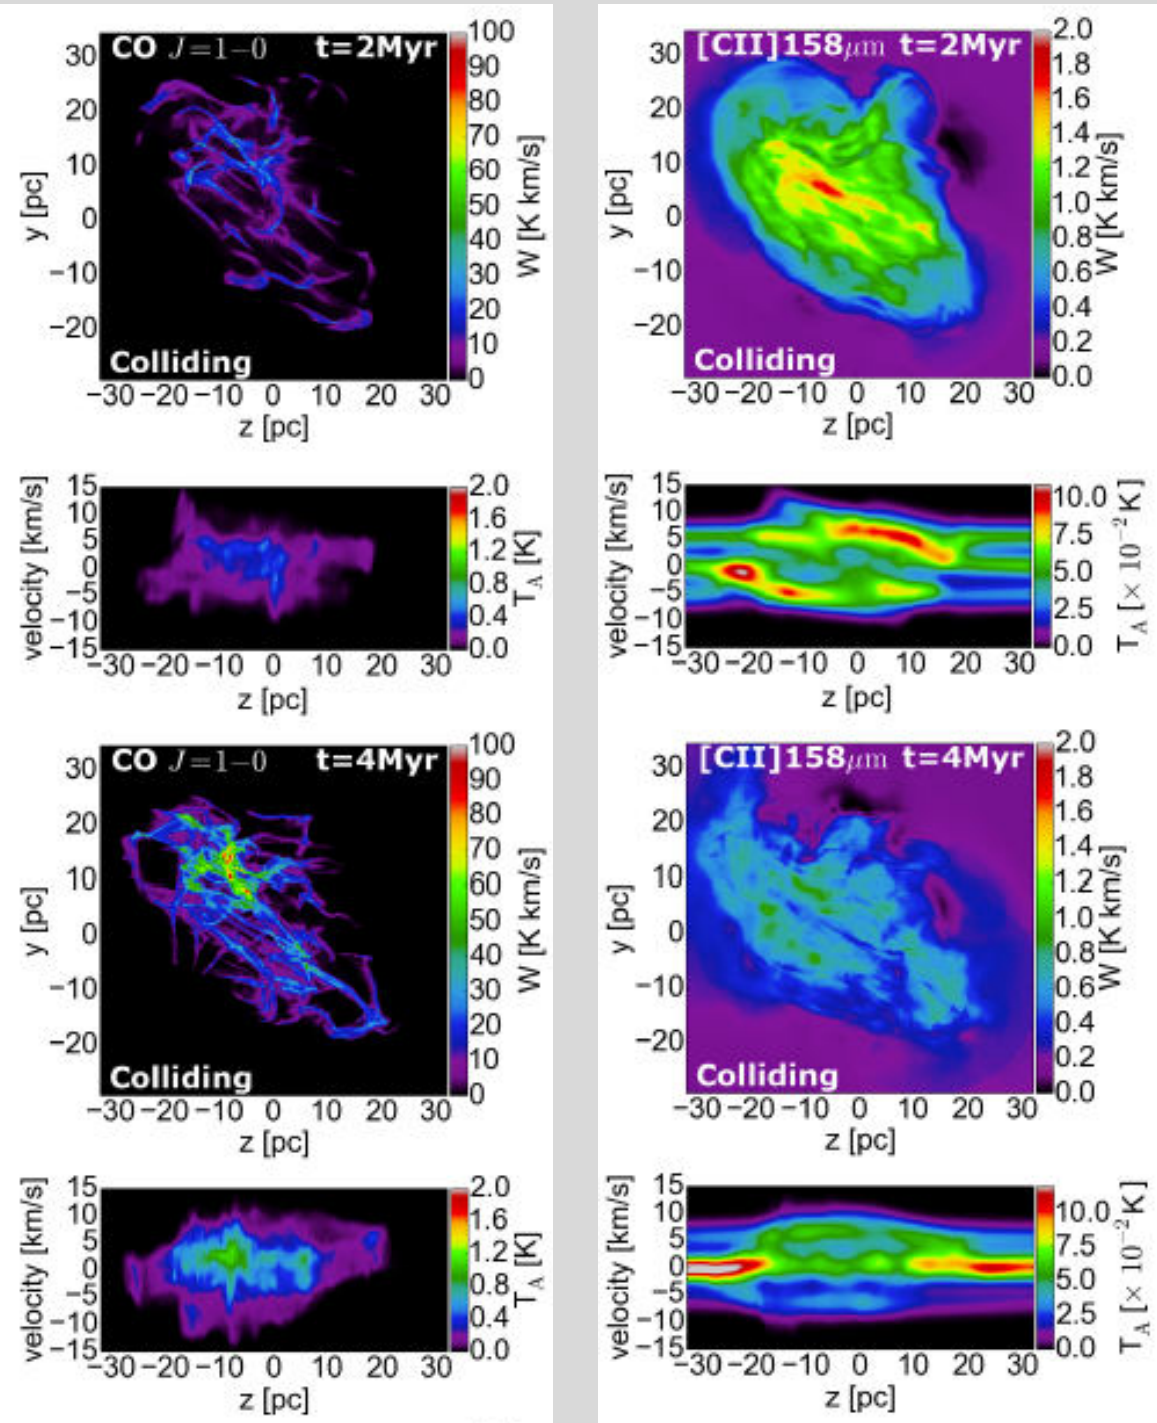 CO J=1−0 t=2Myr
30
20
10
0
−10
−20
y [pc]
Colliding
−30 −20 −10 0 10 20 30
z [pc]
100
90
80
70
60
50
40
30
20
10
0
W [K km/s]
[CII]158μm t=2Myr
30
20
10
0
−10
−20
y [pc]
Colliding
−30 −20 −10 0 10 20 30
z [pc]
2.0
1.8
1.6
1.4
1.2
1.0
0.8
0.6
0.4
0.2
0.0
W [K km/s]
15
10
5
0
−5
−10
−15
velocity [km/s]
−30 −20 −10 0 10 20 30
z [pc]
2.0
1.6
1.2
0.8
0.4
0.0
T_A [K]
15
10
5
0
−5
−10
−15
velocity [km/s]
−30 −20 −10 0 10 20 30
z [pc]
10.0
7.5
5.0
2.5
0.0
T_A [× 10⁻² K]
CO J=1−0 t=4Myr
30
20
10
0
−10
−20
y [pc]
Colliding
−30 −20 −10 0 10 20 30
z [pc]
100
90
80
70
60
50
40
30
20
10
0
W [K km/s]
[CII]158μm t=4Myr
30
20
10
0
−10
−20
y [pc]
Colliding
−30 −20 −10 0 10 20 30
z [pc]
2.0
1.8
1.6
1.4
1.2
1.0
0.8
0.6
0.4
0.2
0.0
W [K km/s]
15
10
5
0
−5
−10
−15
velocity [km/s]
−30 −20 −10 0 10 20 30
z [pc]
2.0
1.6
1.2
0.8
0.4
0.0
T_A [K]
15
10
5
0
−5
−10
−15
velocity [km/s]
−30 −20 −10 0 10 20 30
z [pc]
10.0
7.5
5.0
2.5
0.0
T_A [× 10⁻² K]